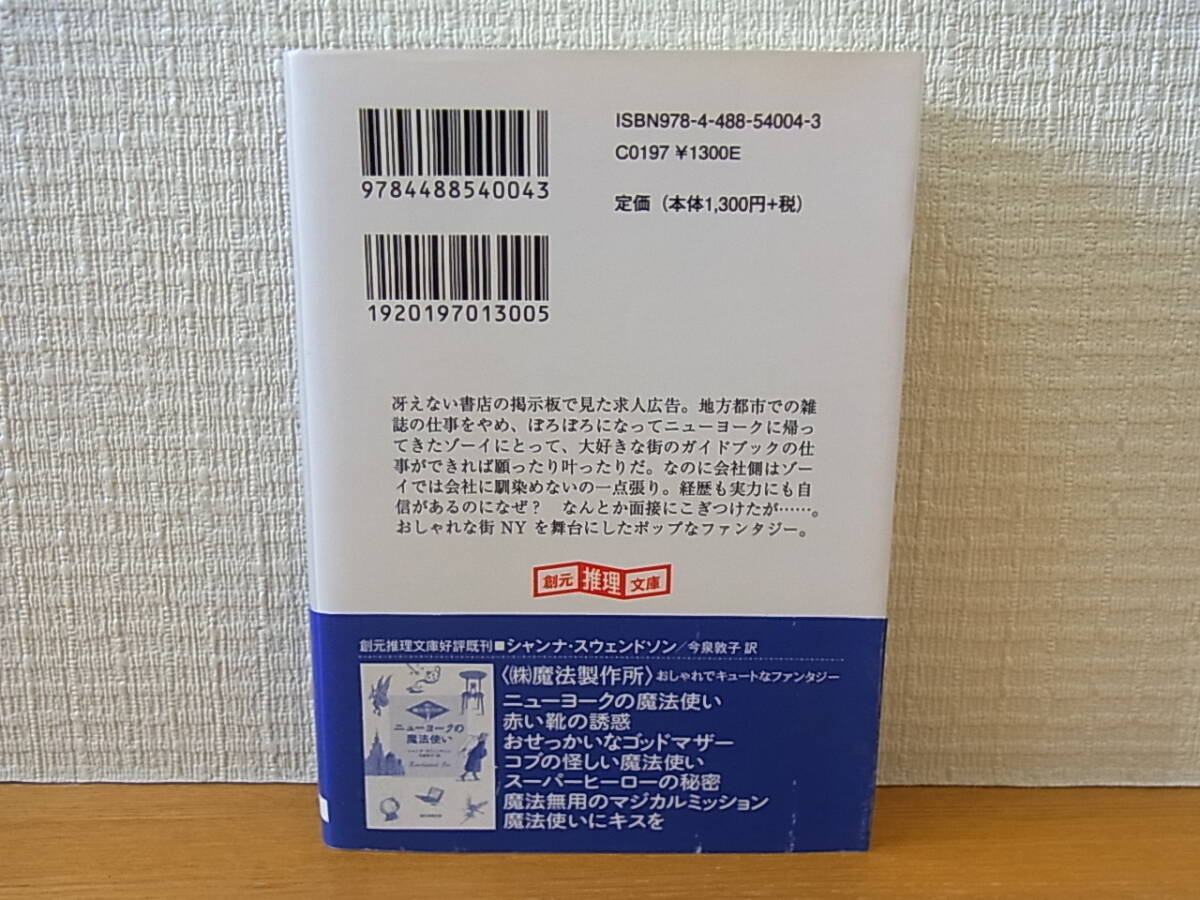 ISBN978-4-488-54004-3
C0197 ¥1300E
定価（本体1,300円+税）
9784488540043
1920197013005
冴えない書店の掲示板で見た求人広告。地方都市での雑
誌の仕事をやめ、ぼろぼろになってニューヨークに帰っ
てきたゾーイにとって、大好きな街のガイドブックの仕
事ができれば願ったり叶ったりだ。なのに会社側はゾー
イでは会社に馴染めないの一点張り。経歴も実力にも自
信があるのになぜ？　なんとか面接にこぎつけたが……。
おしゃれな街 NY を舞台にしたポップなファンタジー。
創元推理文庫
創元推理文庫好評既刊■シャンナ・スウェンドソン／今泉敦子 訳
〈㈱魔法製作所〉おしゃれでキュートなファンタジー
ニューヨークの魔法使い
赤い靴の誘惑
おせっかいなゴッドマザー
コブの怪しい魔法使い
スーパーヒーローの秘密
魔法無用のマジカルミッション
魔法使いにキスを
ニューヨークの
魔法使い